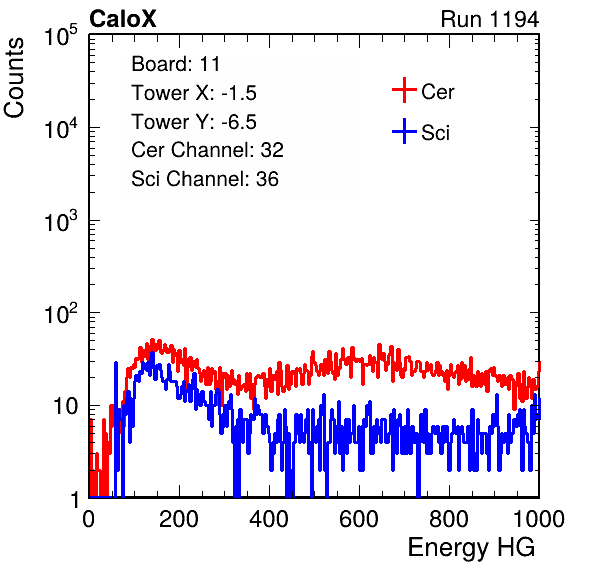 CaloX Run 1194
Counts
Board: 11
Tower X: -1.5
Tower Y: -6.5
Cer Channel: 32
Sci Channel: 36
Cer
Sci
10^5
10^4
10^3
10^2
10
1
0 200 400 600 800 1000
Energy HG